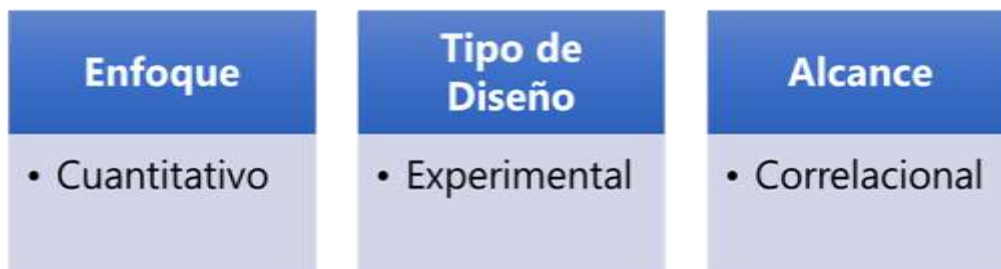 Enfoque
• Cuantitativo
Tipo de
Diseño
• Experimental
Alcance
• Correlacional